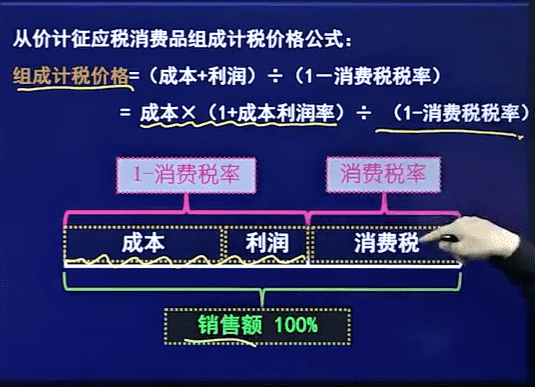 从价计征应税消费品组成计税价格公式：
组成计税价格=（成本+利润）÷（1－消费税税率）
= 成本×（1+成本利润率）÷ （1-消费税税率）
1-消费税率 消费税率
成本 利润 消费税
销售额 100%